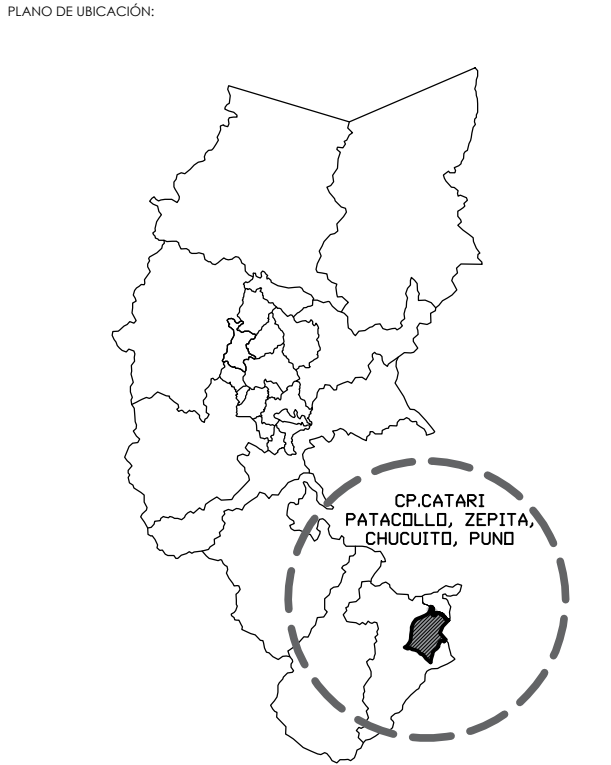 PLANO DE UBICACIÓN:
CP.CATARI
PATACOLLO, ZEPITA,
CHUCUITO, PUNO